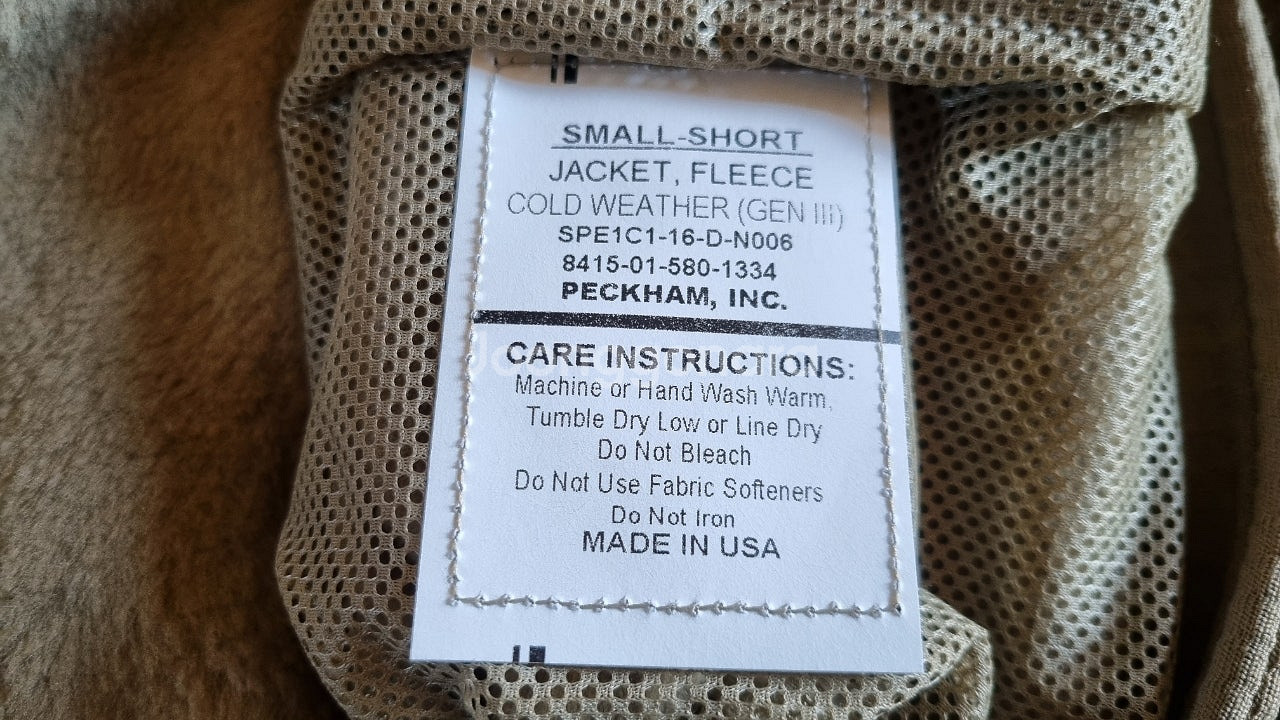 SMALL-SHORT
JACKET, FLEECE
COLD WEATHER (GEN III)
SPE1C1-16-D-N006
8415-01-580-1334
PECKHAM, INC.
CARE INSTRUCTIONS:
Machine or Hand Wash Warm,
Tumble Dry Low or Line Dry
Do Not Bleach
Do Not Use Fabric Softeners
Do Not Iron
MADE IN USA